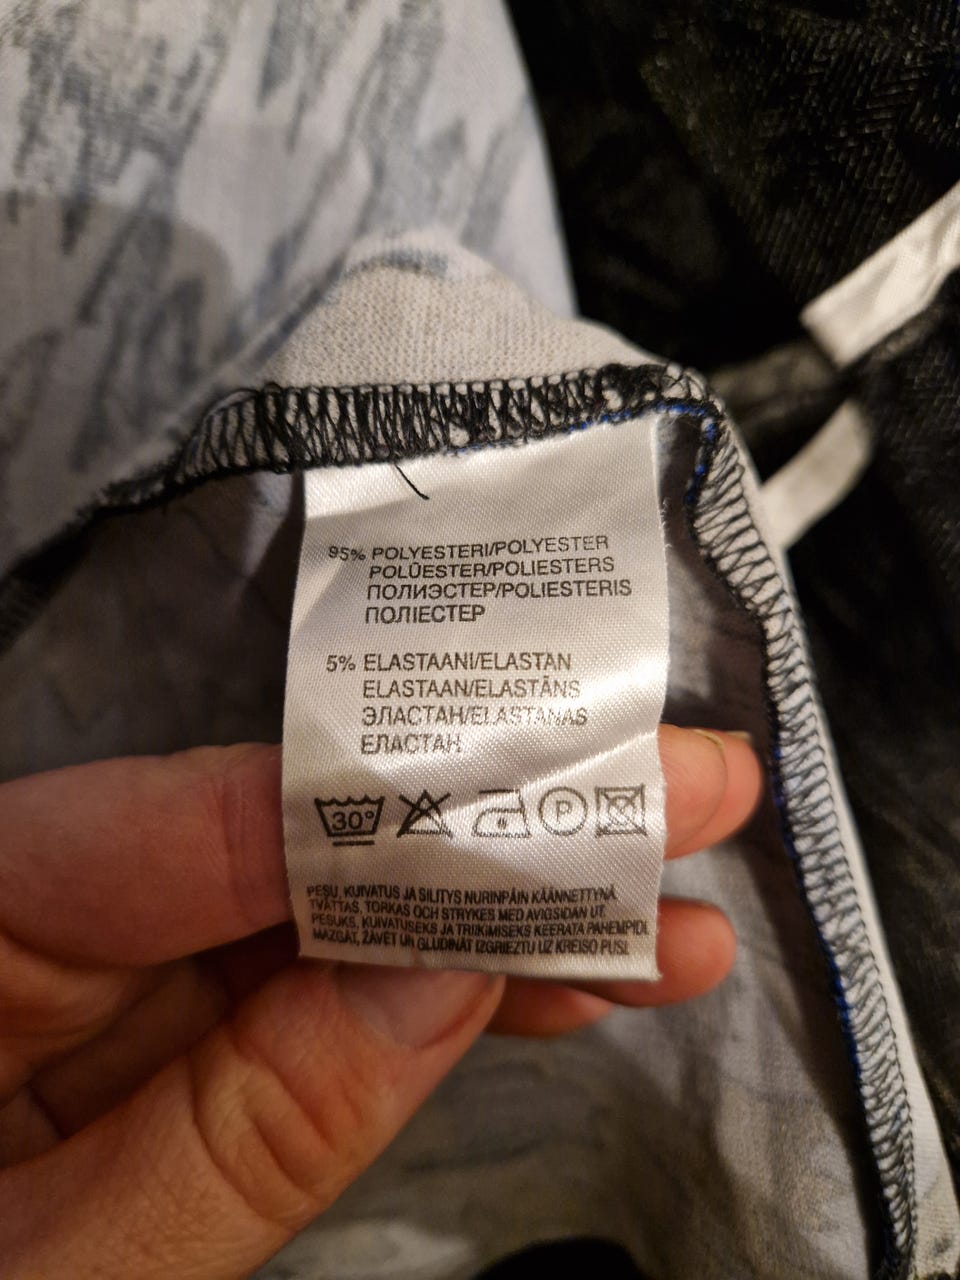 95% POLYESTERI/POLYESTER
POLÜESTER/POLIESTERS
ПОЛИЭСТЕР/POLIESTERIS
ПОЛІЕСТЕР
5% ELASTAANI/ELASTAN
ELASTAAN/ELASTĀNS
ЭЛАСТАН/ELASTANAS
ЕЛАСТАН
30° P
PESU, KUIVATUS JA SILITYS NURINPÄIN KÄÄNNETTYNÄ.
TVÄTTAS, TORKAS OCH STRYKES MED AVIGSIDAN UT.
PESUKS, KUIVATUSEKS JA TRIIKIMISEKS KEERATA PAHEMPIDI.
MAZGĀT, ŽĀVĒT UN GLUDINĀT IZGRIEZTU UZ KREISO PUSI.